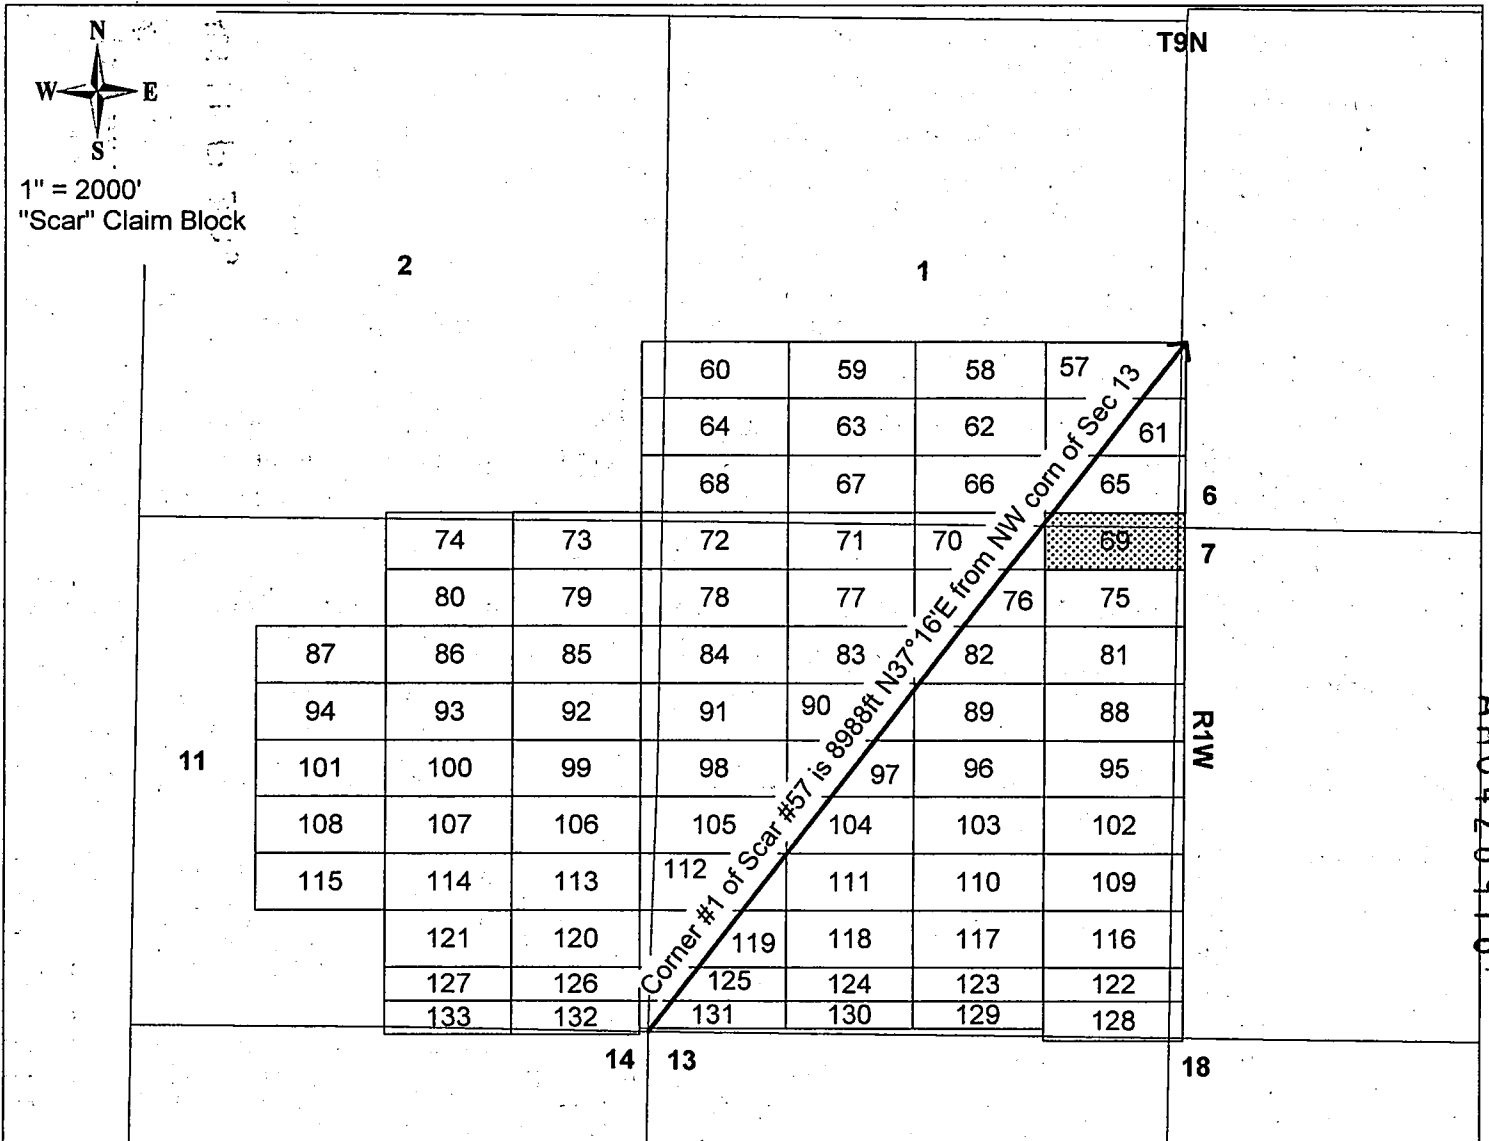 N
W E
S
T9N
1" = 2000'
"Scar" Claim Block
2
1
60 59 58 57
64 63 62 61
68 67 66 65
6
74 73 72 71 70 69
7
80 79 78 77 76 75
87 86 85 84 83 82 81
94 93 92 91 90 89 88
R1W
11
101 100 99 98 97 96 95
108 107 106 105 104 103 102
115 114 113 112 111 110 109
121 120 119 118 117 116
127 126 125 124 123 122
133 132 131 130 129 128
Corner #1 of Scar #57 is 8988ft N37°16'E from NW corn of Sec 13
14 13
18